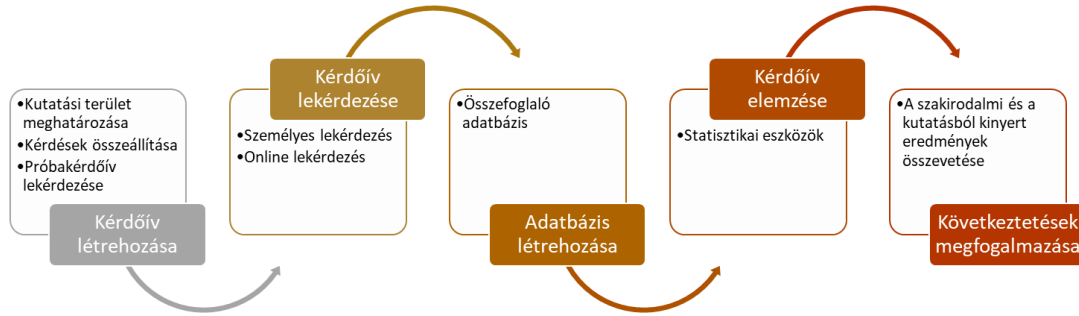 •Kutatási terület
meghatározása
•Kérdések összeállítása
•Próbakérdőív
lekérdezése
Kérdőív
létrehozása
Kérdőív
lekérdezése
•Személyes lekérdezés
•Online lekérdezés
•Összefoglaló
adatbázis
Adatbázis
létrehozása
Kérdőív
elemzése
•Statisztikai eszközök
•A szakirodalmi és a
kutatásból kinyert
eredmények
összevetése
Következtetések
megfogalmazása